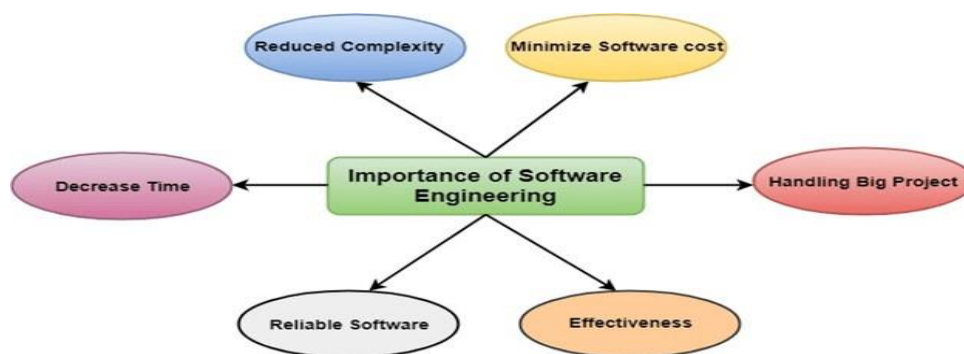 Reduced Complexity
Minimize Software cost
Decrease Time
Importance of Software
Engineering
Handling Big Project
Reliable Software
Effectiveness